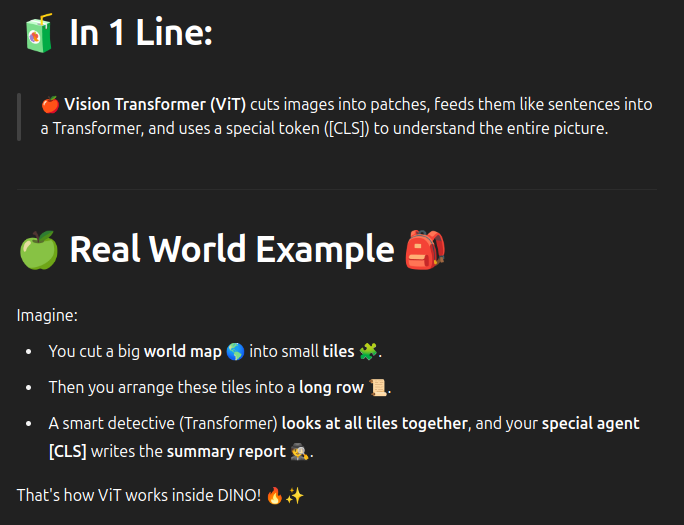 🧃 In 1 Line:
🍎 Vision Transformer (ViT) cuts images into patches, feeds them like sentences into
a Transformer, and uses a special token ([CLS]) to understand the entire picture.
🍏 Real World Example 🎒
Imagine:
• You cut a big world map 🌎 into small tiles 🧩.
• Then you arrange these tiles into a long row 📜.
• A smart detective (Transformer) looks at all tiles together, and your special agent
[CLS] writes the summary report 🕵️.
That's how ViT works inside DINO! 🔥✨